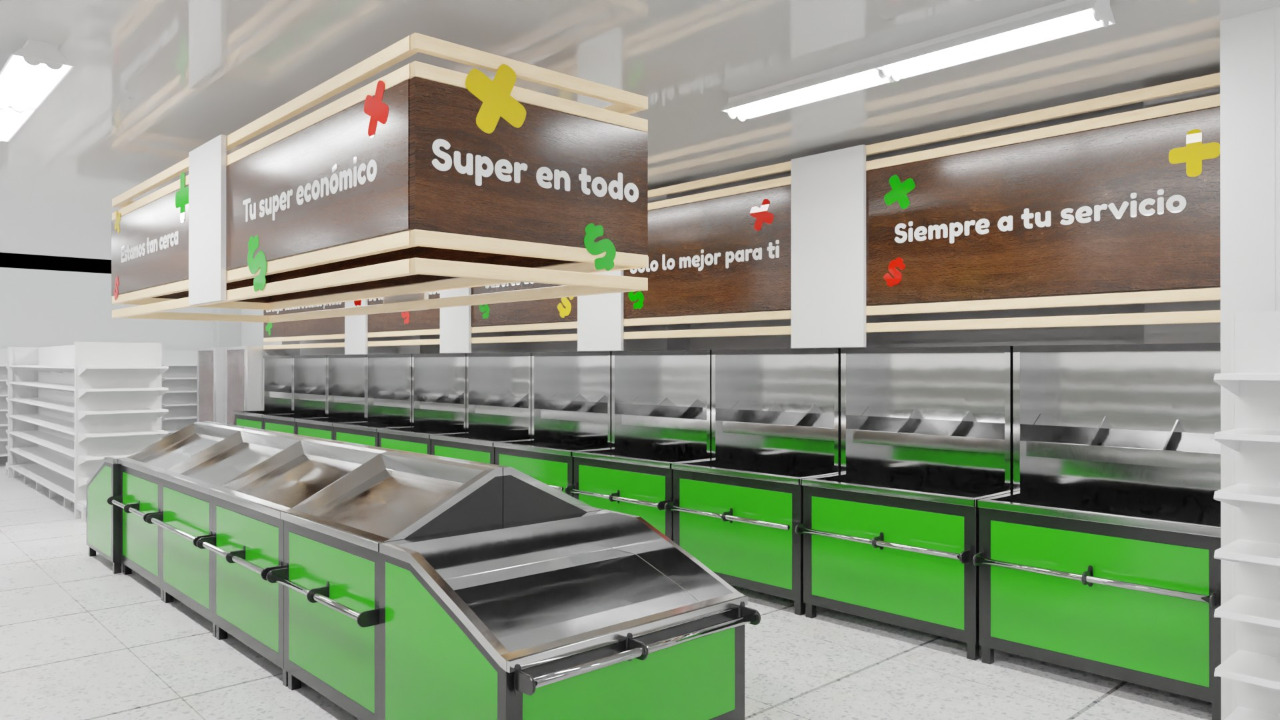 Estamos tan cerca
Tu super económico
Super en todo
Solo lo mejor para ti
Siempre a tu servicio